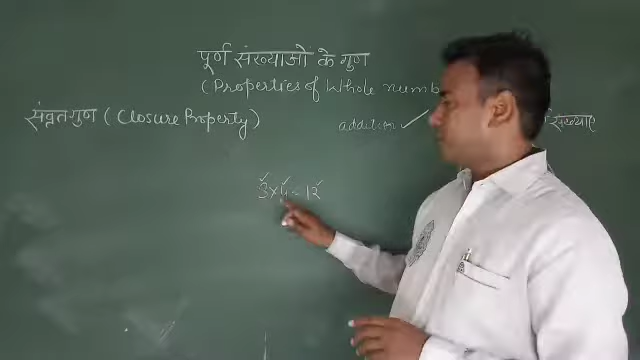 पूर्ण संख्याओं के गुण
(Properties of Whole numb
संवृतगुण (Closure Property)
addition ✓
संख्याएं
3 × 4 = 12